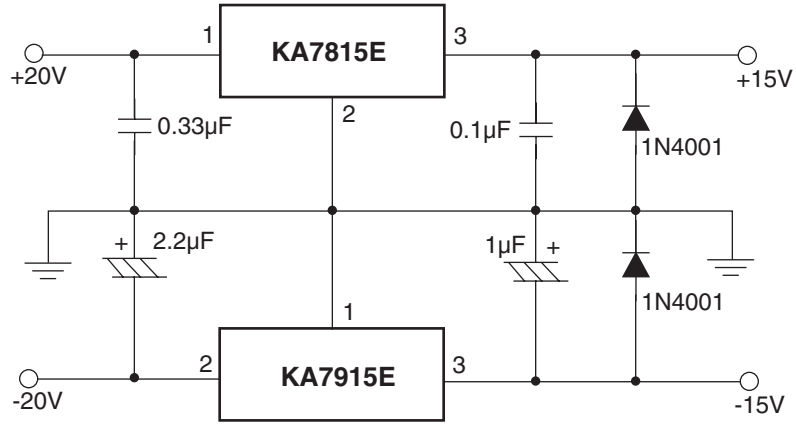 1
KA7815E
3
+20V
+15V
2
0.33µF
0.1µF
1N4001
+
2.2µF
1µF
+
1N4001
1
2
KA7915E
3
-20V
-15V